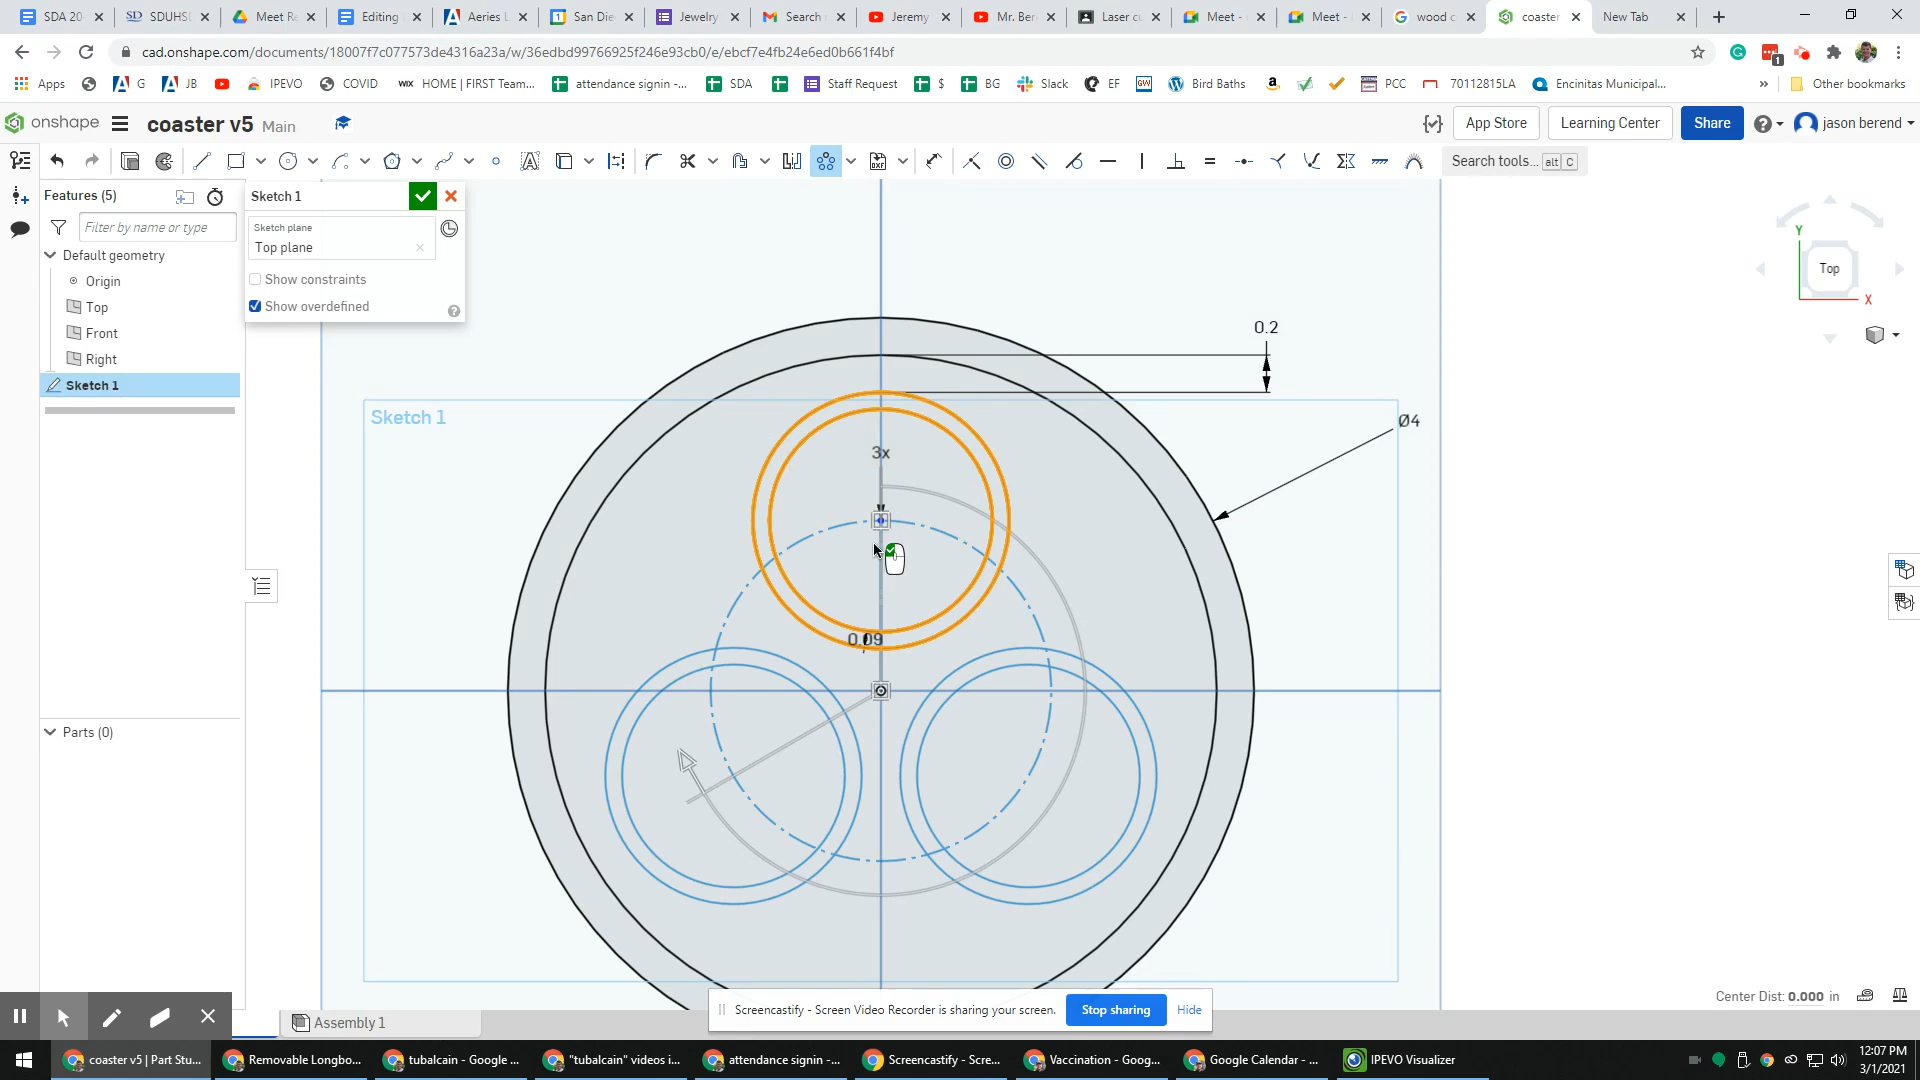 SDA 20
SDUHS
Meet Re
Editing
Aeries L
San Die
Jewelry
Search
Jeremy
Mr. Ber
Laser cu
Meet -
Meet -
wood c
coaster
New Tab
cad.onshape.com/documents/18007f7c077573de4316a23a/w/36edbd99766925f246e93cb0/e/ebcf7e4fb24e6ed0b661f4bf
Apps
G
JB
IPEVO
COVID
WIX HOME | FIRST Team...
attendance signin -...
SDA
Staff Request
$
BG
Slack
EF
GW
Bird Baths
PCC
70112815LA
Encinitas Municipal...
»
Other bookmarks
onshape
coaster v5 Main
App Store
Learning Center
Share
jason berend
Search tools... alt C
Features (5)
Filter by name or type
Default geometry
Origin
Top
Front
Right
Sketch 1
Parts (0)
Sketch 1
Sketch plane
Top plane
Show constraints
Show overdefined
Sketch 1
0.2
Ø4
3x
0.09
Y
Top
X
Center Dist: 0.000 in
Assembly 1
Screencastify - Screen Video Recorder is sharing your screen.
Stop sharing
Hide
coaster v5 | Part Stu...
Removable Longbo...
tubalcain - Google ...
"tubalcain" videos i...
attendance signin -...
Screencastify - Scre...
Vaccination - Goog...
Google Calendar - ...
IPEVO Visualizer
12:07 PM
3/1/2021